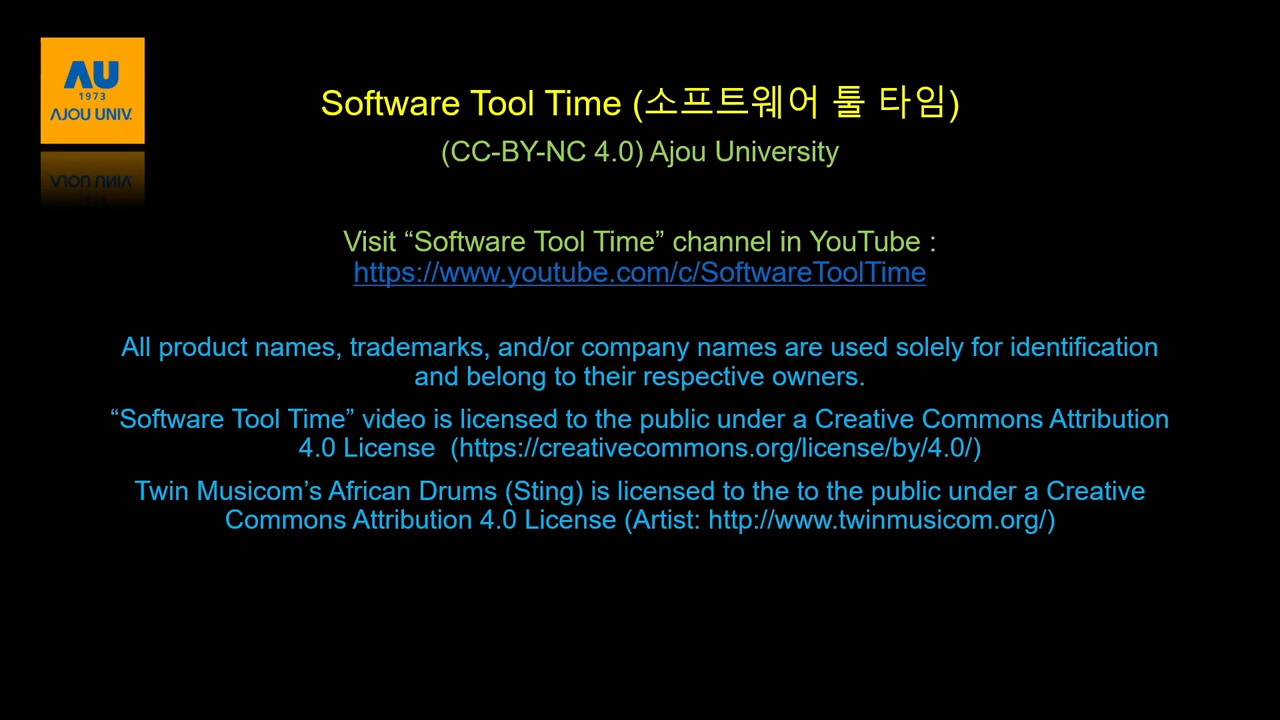 AU
1973
AJOU UNIV.
Software Tool Time (소프트웨어 툴 타임)
(CC-BY-NC 4.0) Ajou University
Visit “Software Tool Time” channel in YouTube :
https://www.youtube.com/c/SoftwareToolTime
All product names, trademarks, and/or company names are used solely for identification
and belong to their respective owners.
“Software Tool Time” video is licensed to the public under a Creative Commons Attribution
4.0 License  (https://creativecommons.org/license/by/4.0/)
Twin Musicom’s African Drums (Sting) is licensed to the to the public under a Creative
Commons Attribution 4.0 License (Artist: http://www.twinmusicom.org/)